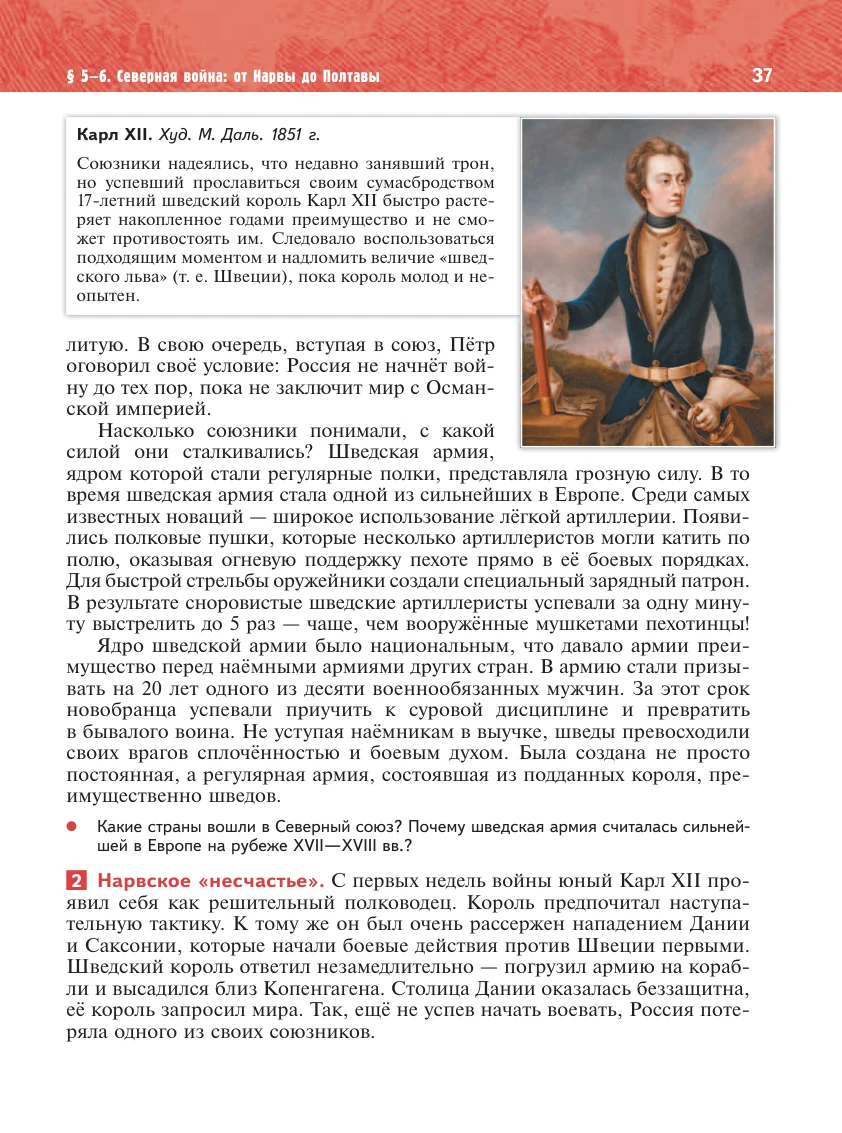 § 5–6. Северная война: от Нарвы до Полтавы
37
Карл XII. Худ. М. Даль. 1851 г.
Союзники надеялись, что недавно занявший трон,
но успевший прославиться своим сумасбродством
17-летний шведский король Карл XII быстро расте-
ряет накопленное годами преимущество и не смо-
жет противостоять им. Следовало воспользоваться
подходящим моментом и надломить величие «швед-
ского льва» (т. е. Швеции), пока король молод и не-
опытен.
литую. В свою очередь, вступая в союз, Пётр
оговорил своё условие: Россия не начнёт вой-
ну до тех пор, пока не заключит мир с Осман-
ской империей.
Насколько союзники понимали, с какой
силой они сталкивались? Шведская армия,
ядром которой стали регулярные полки, представляла грозную силу. В то
время шведская армия стала одной из сильнейших в Европе. Среди самых
известных новаций — широкое использование лёгкой артиллерии. Появи-
лись полковые пушки, которые несколько артиллеристов могли катить по
полю, оказывая огневую поддержку пехоте прямо в её боевых порядках.
Для быстрой стрельбы оружейники создали специальный зарядный патрон.
В результате сноровистые шведские артиллеристы успевали за одну мину-
ту выстрелить до 5 раз — чаще, чем вооружённые мушкетами пехотинцы!
Ядро шведской армии было национальным, что давало армии преи-
мущество перед наёмными армиями других стран. В армию стали призы-
вать на 20 лет одного из десяти военнообязанных мужчин. За этот срок
новобранца успевали приучить к суровой дисциплине и превратить
в бывалого воина. Не уступая наёмникам в выучке, шведы превосходили
своих врагов сплочённостью и боевым духом. Была создана не просто
постоянная, а регулярная армия, состоявшая из подданных короля, пре-
имущественно шведов.
● Какие страны вошли в Северный союз? Почему шведская армия считалась сильней-
шей в Европе на рубеже XVII—XVIII вв.?
2 Нарвское «несчастье». С первых недель войны юный Карл XII про-
явил себя как решительный полководец. Король предпочитал наступа-
тельную тактику. К тому же он был очень рассержен нападением Дании
и Саксонии, которые начали боевые действия против Швеции первыми.
Шведский король ответил незамедлительно — погрузил армию на кораб-
ли и высадился близ Копенгагена. Столица Дании оказалась беззащитна,
её король запросил мира. Так, ещё не успев начать воевать, Россия поте-
ряла одного из своих союзников.